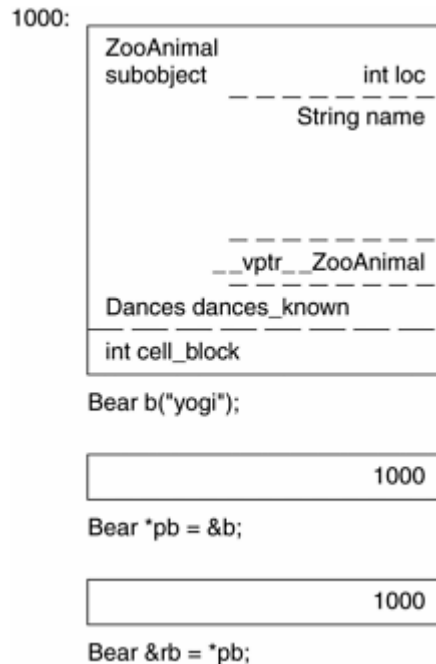 1000:
ZooAnimal
subobject int loc
String name
__vptr__ZooAnimal
Dances dances_known
int cell_block
Bear b("yogi");
1000
Bear *pb = &b;
1000
Bear &rb = *pb;